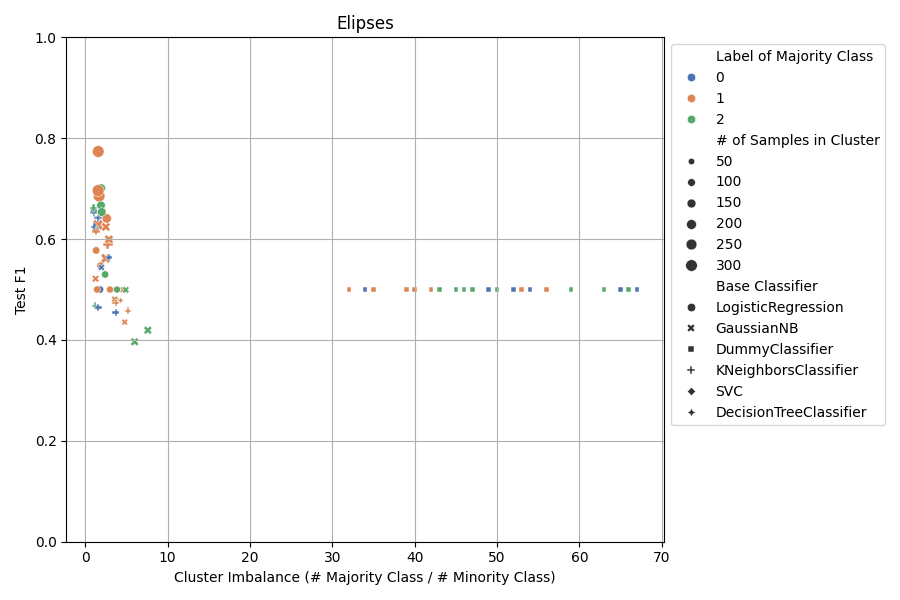 Elipses
Test F1
1.0
0.8
0.6
0.4
0.2
0.0
0 10 20 30 40 50 60 70
Cluster Imbalance (# Majority Class / # Minority Class)
Label of Majority Class
0
1
2
# of Samples in Cluster
50
100
150
200
250
300
Base Classifier
LogisticRegression
GaussianNB
DummyClassifier
KNeighborsClassifier
SVC
DecisionTreeClassifier